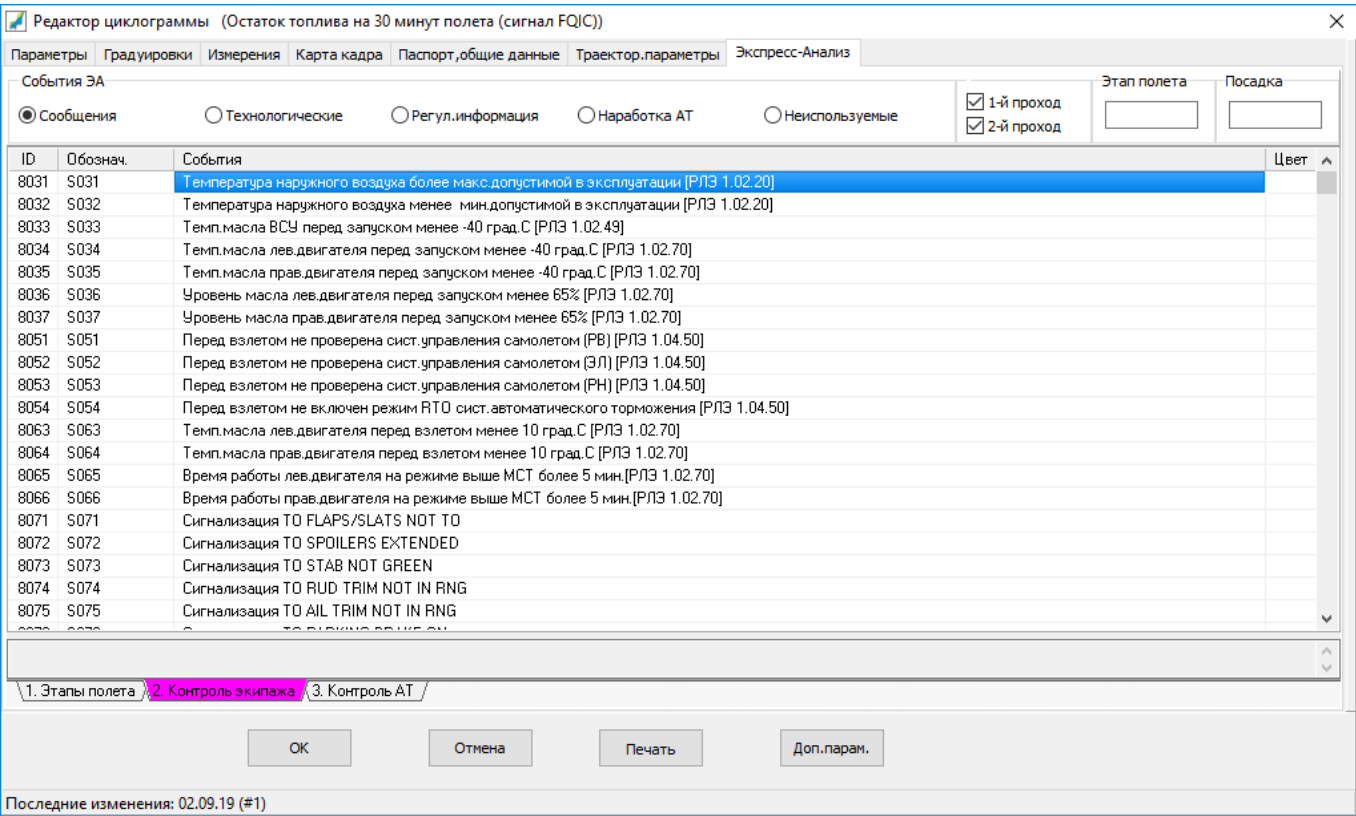 Редактор циклограммы (Остаток топлива на 30 минут полета (сигнал FQIC))
Параметры Градуировки Измерения Карта кадра Паспорт,общие данные Траектор.параметры Экспресс-Анализ
События ЭА
Этап полета
Посадка
Сообщения Технологические Регул.информация Наработка АТ Неиспользуемые
1-й проход
2-й проход
ID Обознач. События Цвет
8031 S031 Температура наружного воздуха более макс.допустимой в эксплуатации [РЛЭ 1.02.20]
8032 S032 Температура наружного воздуха менее мин.допустимой в эксплуатации [РЛЭ 1.02.20]
8033 S033 Темп.масла ВСУ перед запуском менее -40 град.С [РЛЭ 1.02.49]
8034 S034 Темп.масла лев.двигателя перед запуском менее -40 град.С [РЛЭ 1.02.70]
8035 S035 Темп.масла прав.двигателя перед запуском менее -40 град.С [РЛЭ 1.02.70]
8036 S036 Уровень масла лев.двигателя перед запуском менее 65% [РЛЭ 1.02.70]
8037 S037 Уровень масла прав.двигателя перед запуском менее 65% [РЛЭ 1.02.70]
8051 S051 Перед взлетом не проверена сист.управления самолетом (РВ) [РЛЭ 1.04.50]
8052 S052 Перед взлетом не проверена сист.управления самолетом (ЭЛ) [РЛЭ 1.04.50]
8053 S053 Перед взлетом не проверена сист.управления самолетом (РН) [РЛЭ 1.04.50]
8054 S054 Перед взлетом не включен режим RTO сист.автоматического торможения [РЛЭ 1.04.50]
8063 S063 Темп.масла лев.двигателя перед взлетом менее 10 град.С [РЛЭ 1.02.70]
8064 S064 Темп.масла прав.двигателя перед взлетом менее 10 град.С [РЛЭ 1.02.70]
8065 S065 Время работы лев.двигателя на режиме выше МСТ более 5 мин.[РЛЭ 1.02.70]
8066 S066 Время работы прав.двигателя на режиме выше МСТ более 5 мин.[РЛЭ 1.02.70]
8071 S071 Сигнализация TO FLAPS/SLATS NOT TO
8072 S072 Сигнализация TO SPOILERS EXTENDED
8073 S073 Сигнализация TO STAB NOT GREEN
8074 S074 Сигнализация TO RUD TRIM NOT IN RNG
8075 S075 Сигнализация TO AIL TRIM NOT IN RNG
1. Этапы полета 2. Контроль экипажа 3. Контроль АТ
OK Отмена Печать Доп.парам.
Последние изменения: 02.09.19 (#1)